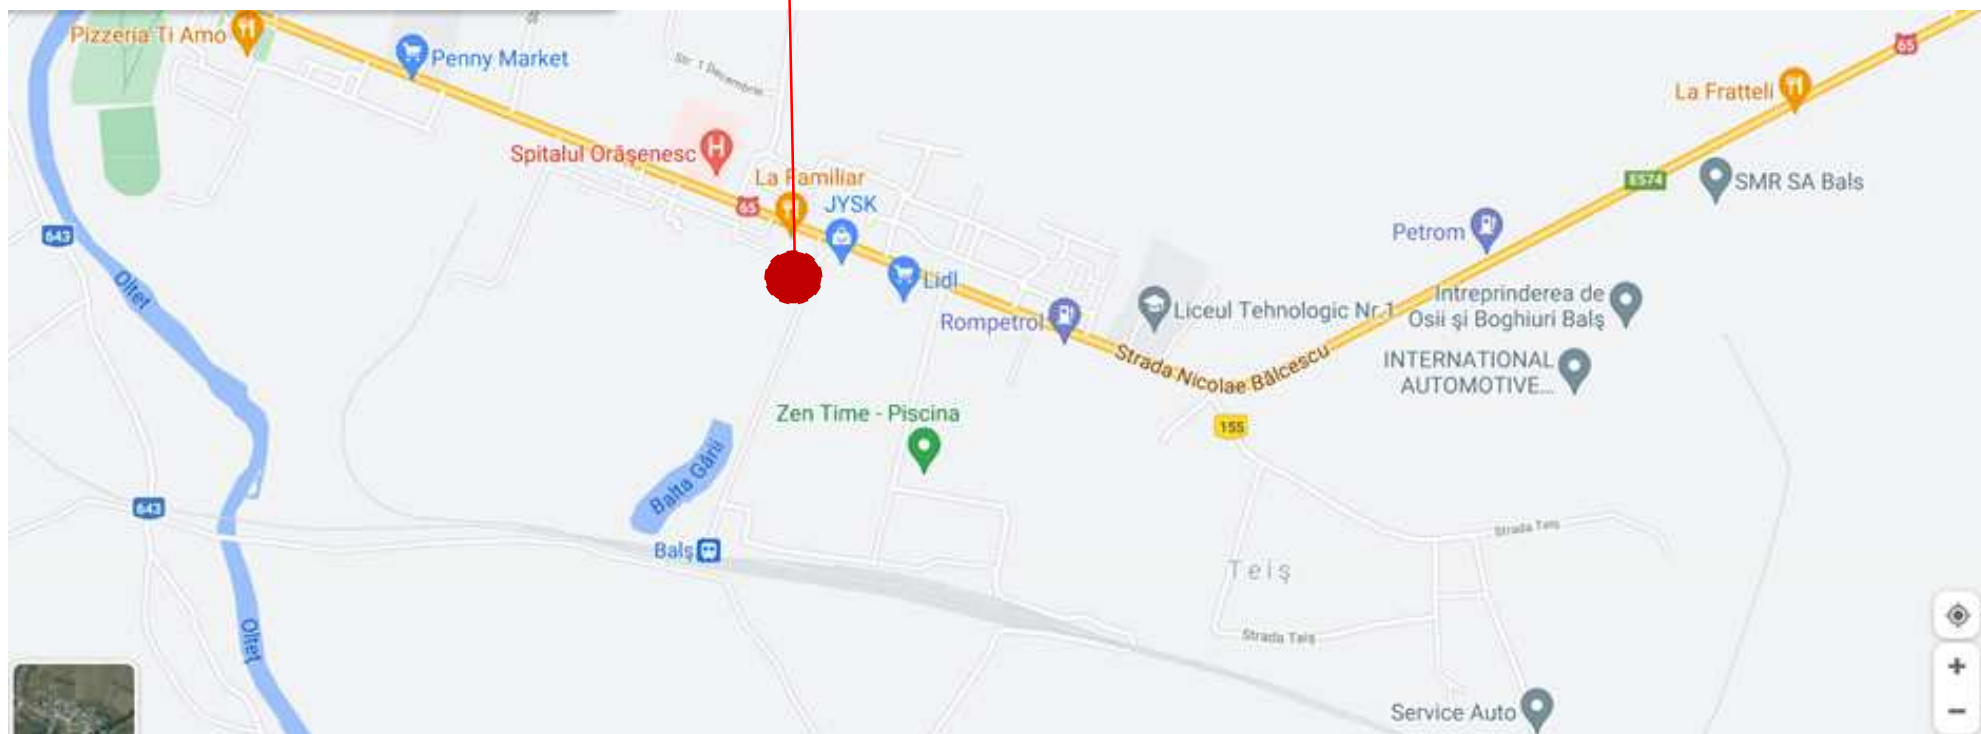 Pizzeria Ti Amo
Penny Market
65
Str. 1 Decembrie
La Fratteli
Spitalul Orășenesc
H
La Familiar
E574
SMR SA Bals
65
JYSK
643
Petrom
Olteț
Lidl
Intreprinderea de
Osii și Boghiuri Balș
Rompetrol
Liceul Tehnologic Nr.1
Strada Nicolae Bălcescu
INTERNATIONAL
AUTOMOTIVE...
Zen Time - Piscina
155
Balta Gării
643
Strada Teiș
Balș
Teiș
Olteț
Strada Teiș
Service Auto